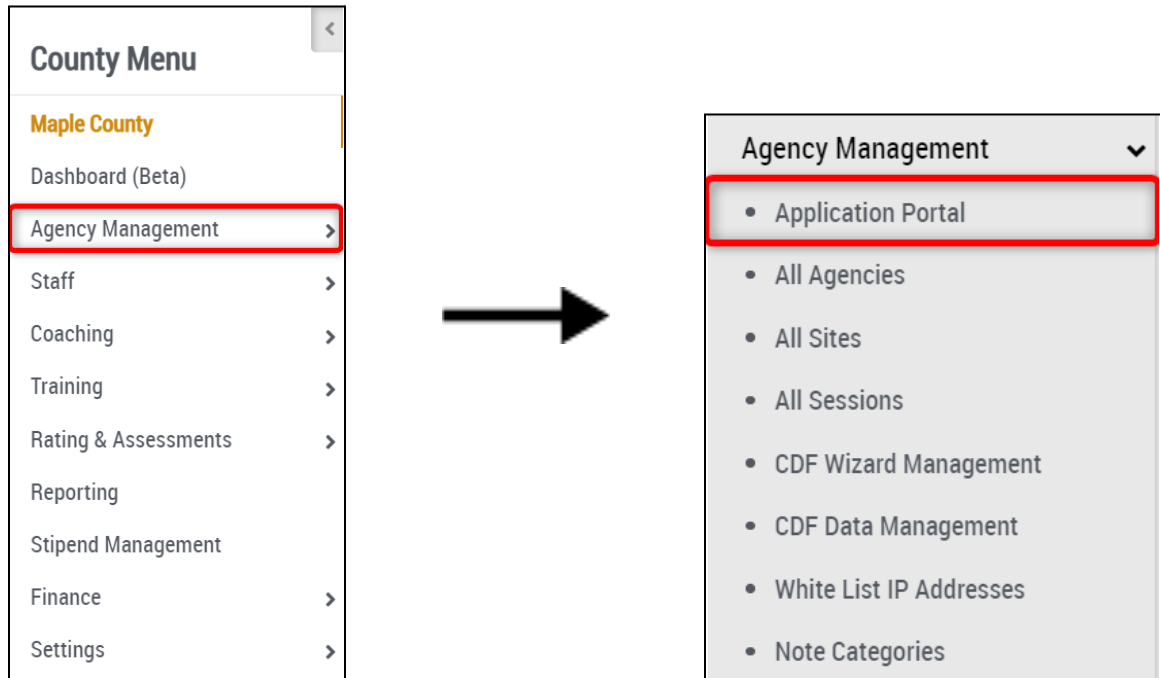 County Menu
Maple County
Dashboard (Beta)
Agency Management
Staff
Coaching
Training
Rating & Assessments
Reporting
Stipend Management
Finance
Settings
Agency Management
Application Portal
All Agencies
All Sites
All Sessions
CDF Wizard Management
CDF Data Management
White List IP Addresses
Note Categories